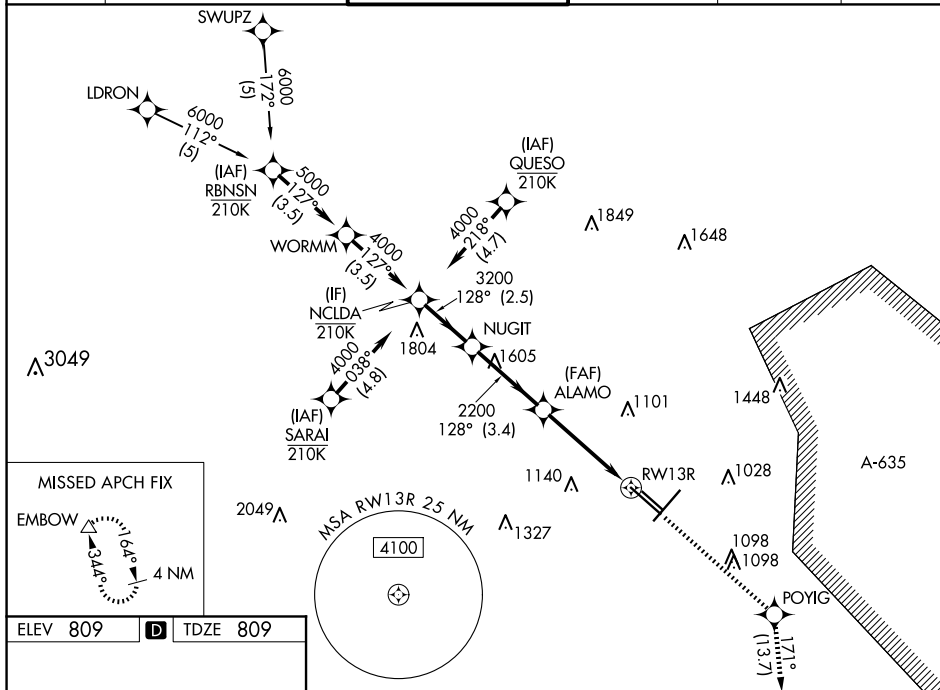 SWUPZ
6000
172°
(5)
LDRON
6000
112°
(5)
(IAF)
RBNSN
210K
5000
127°
(3.5)
(IAF)
QUESO
210K
4000
218°
(4.7)
1849
1648
WORMM
4000
127°
(3.5)
3200
128° (2.5)
(IF)
NCLDA
210K
NUGIT
1804
1605
3049
4000
038°
(4.8)
(IAF)
SARAI
210K
(FAF)
ALAMO
2200
128° (3.4)
1101
1448
A-635
1140
RW13R
1028
MISSED APCH FIX
EMBOW
164°
344°
4 NM
2049
MSA RW13R 25 NM
4100
1327
1098
1098
POYIG
171°
(13.7)
ELEV 809 D TDZE 809